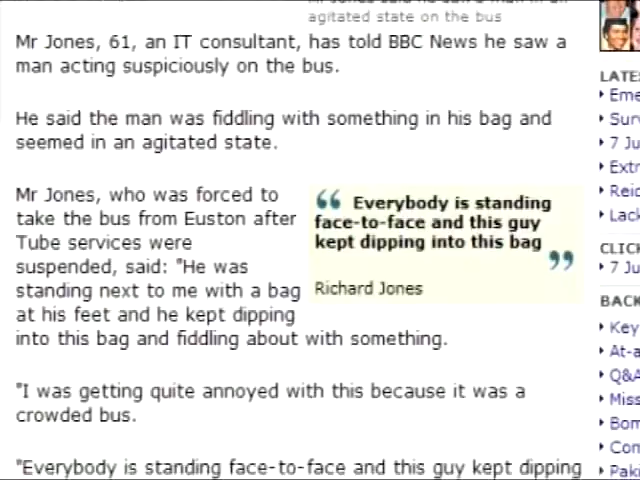 agitated state on the bus
Mr Jones, 61, an IT consultant, has told BBC News he saw a
man acting suspiciously on the bus.
He said the man was fiddling with something in his bag and
seemed in an agitated state.
Mr Jones, who was forced to
take the bus from Euston after
Tube services were
suspended, said: "He was
standing next to me with a bag
at his feet and he kept dipping
into this bag and fiddling about with something.
“ Everybody is standing
face-to-face and this guy
kept dipping into this bag ”
Richard Jones
"I was getting quite annoyed with this because it was a
crowded bus.
"Everybody is standing face-to-face and this guy kept dipping
LATE
Eme
Surv
7 Ju
Extr
Reid
Lack
CLICK
7 Ju
BACK
Key
At-a
Q&A
Miss
Bom
Con
Paki